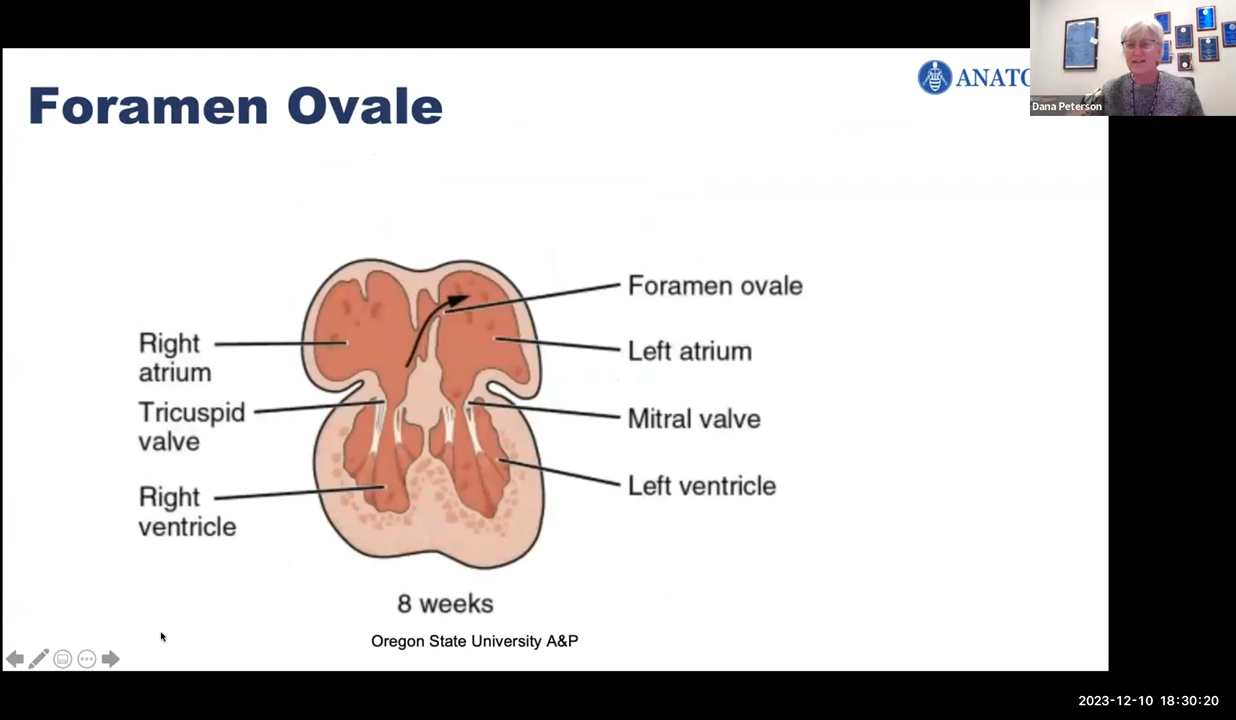 Foramen Ovale
ANATO
Dana Peterson
Foramen ovale
Right
atrium
Left atrium
Tricuspid
valve
Mitral valve
Right
ventricle
Left ventricle
8 weeks
Oregon State University A&P
2023-12-10 18:30:20